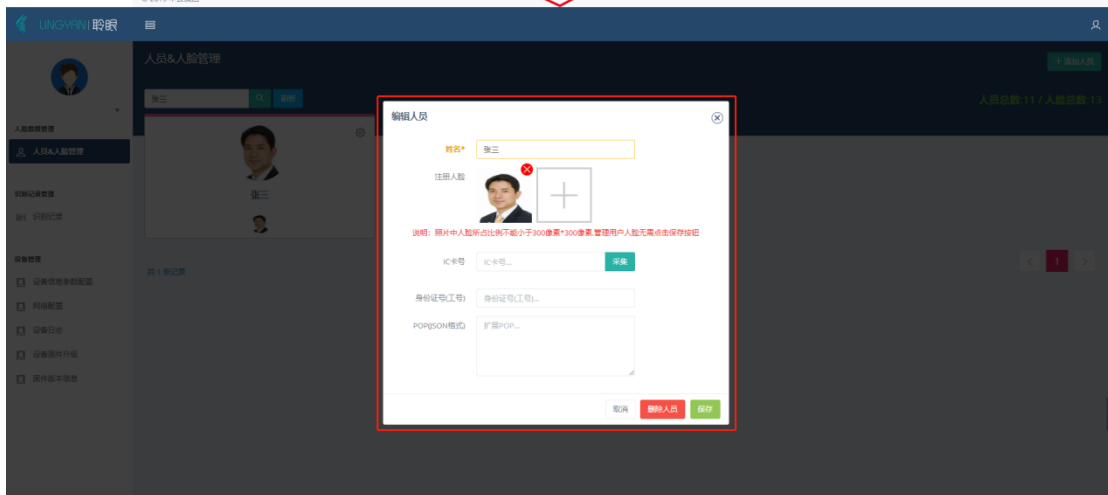 LINGYAN 聆眼
人员&人脸管理
+ 添加人员
张三
刷新
人员总数:11 / 人脸总数:13
人脸数据管理
人员&人脸管理
识别记录管理
识别记录
设备管理
设备信息参数配置
网络配置
设备日志
设备固件升级
固件版本信息
张三
共 1 条记录
<
1
>
编辑人员
姓名*
张三
注册人脸
说明：照片中人脸所占比例不能小于300像素*300像素,管理用户人脸无需点击保存按钮
IC卡号
IC卡号...
采集
身份证号(工号)
身份证号(工号)...
POP(JSON格式)
扩展POP...
取消
删除人员
保存